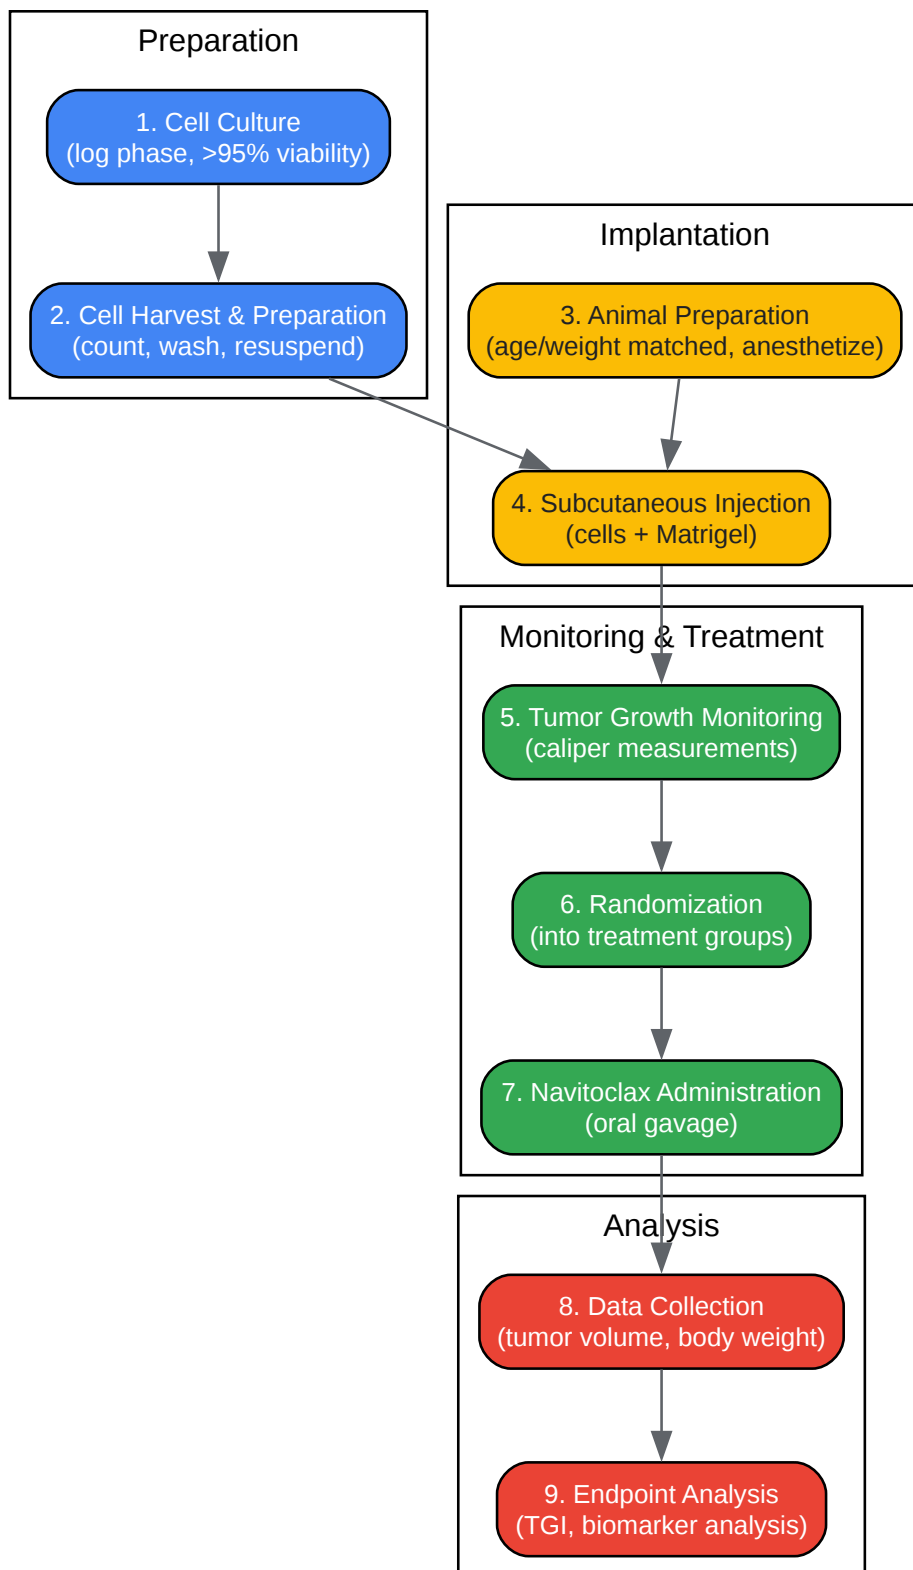 Preparation
1. Cell Culture
(log phase, >95% viability)
2. Cell Harvest & Preparation
(count, wash, resuspend)
Implantation
3. Animal Preparation
(age/weight matched, anesthetize)
4. Subcutaneous Injection
(cells + Matrigel)
Monitoring & Treatment
5. Tumor Growth Monitoring
(caliper measurements)
6. Randomization
(into treatment groups)
7. Navitoclax Administration
(oral gavage)
Analysis
8. Data Collection
(tumor volume, body weight)
9. Endpoint Analysis
(TGI, biomarker analysis)